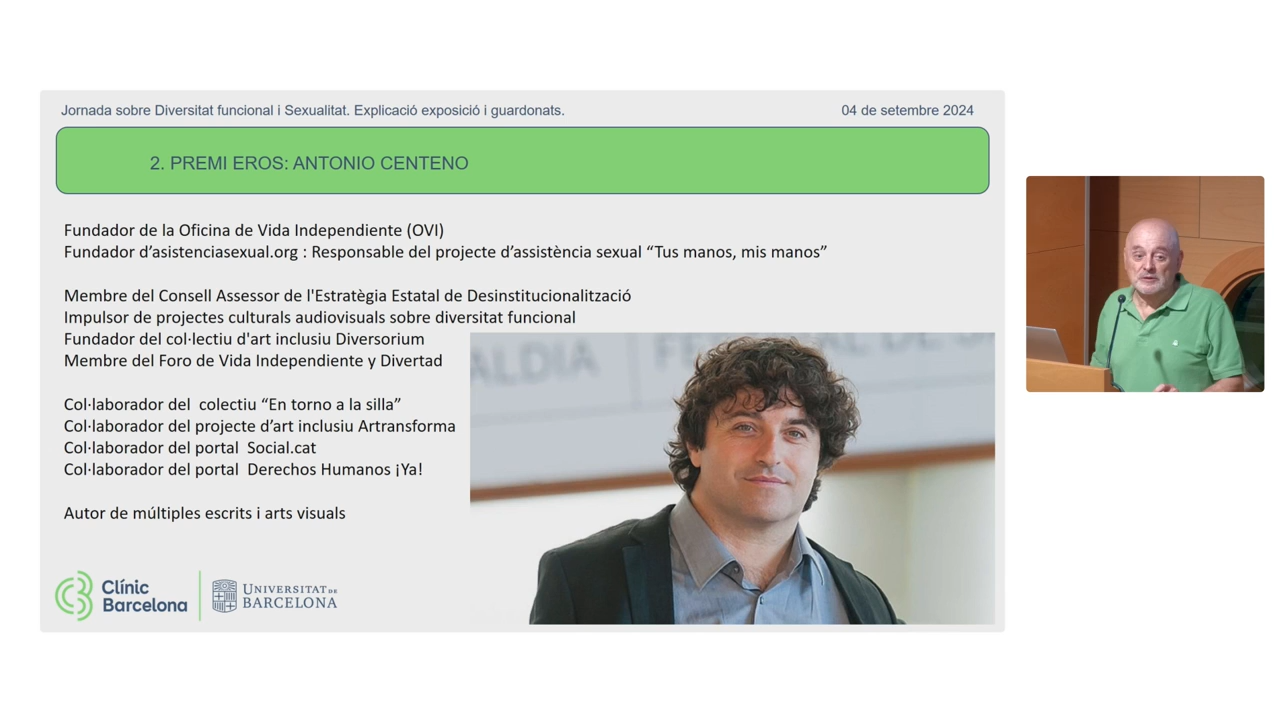 Jornada sobre Diversitat funcional i Sexualitat. Explicació exposició i guardonats.
04 de setembre 2024
2. PREMI EROS: ANTONIO CENTENO
Fundador de la Oficina de Vida Independiente (OVI)
Fundador d’asistenciasexual.org : Responsable del projecte d’assistència sexual “Tus manos, mis manos”
Membre del Consell Assessor de l'Estratègia Estatal de Desinstitucionalització
Impulsor de projectes culturals audiovisuals sobre diversitat funcional
Fundador del col·lectiu d'art inclusiu Diversorium
Membre del Foro de Vida Independiente y Divertad
Col·laborador del  colectiu “En torno a la silla”
Col·laborador del projecte d’art inclusiu Artransforma
Col·laborador del portal  Social.cat
Col·laborador del portal  Derechos Humanos ¡Ya!
Autor de múltiples escrits i arts visuals
ALDIA
Clínic
Barcelona
UNIVERSITAT DE
BARCELONA